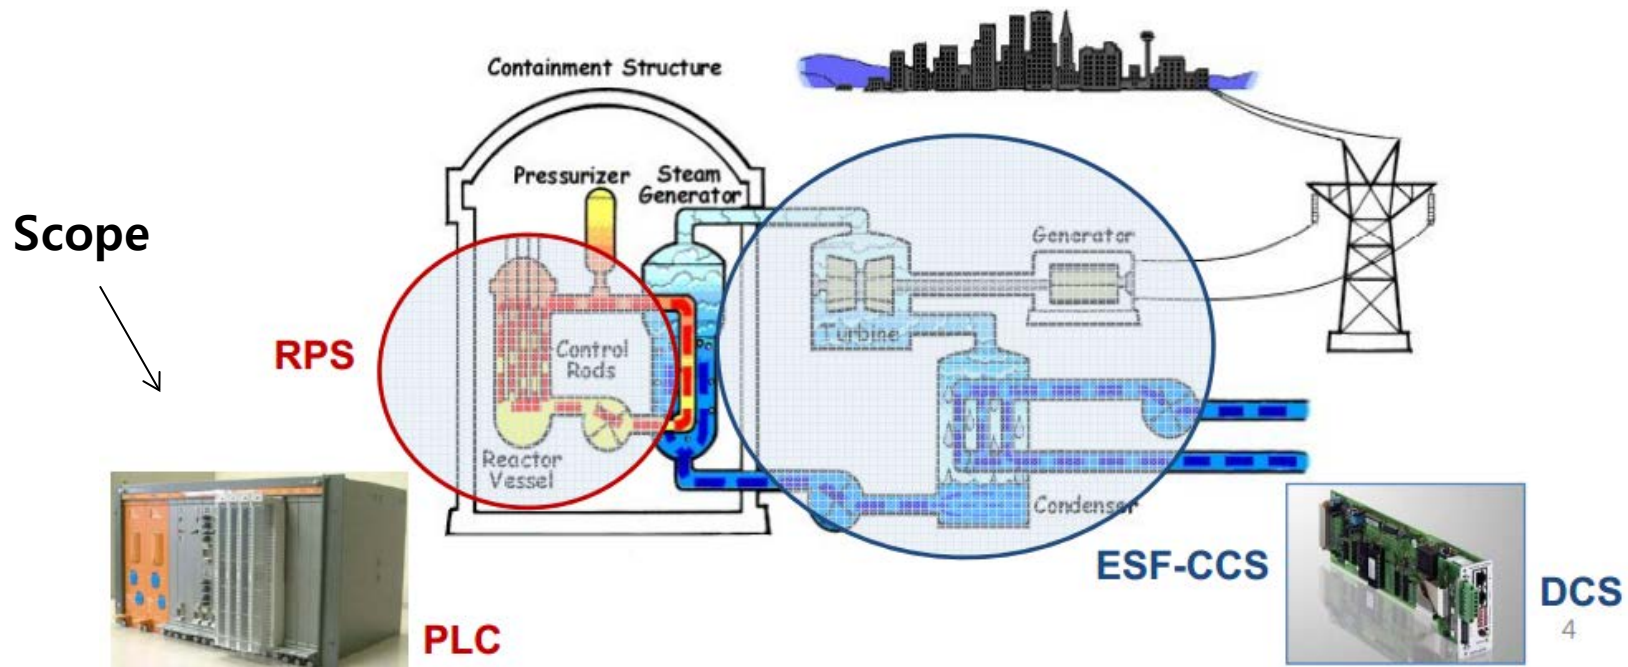 Containment Structure
Pressurizer
Steam
Generator
Scope
Generator
RPS
Turbine
Control
Rods
Reactor
Vessel
Condenser
ESF-CCS
DCS
4
PLC